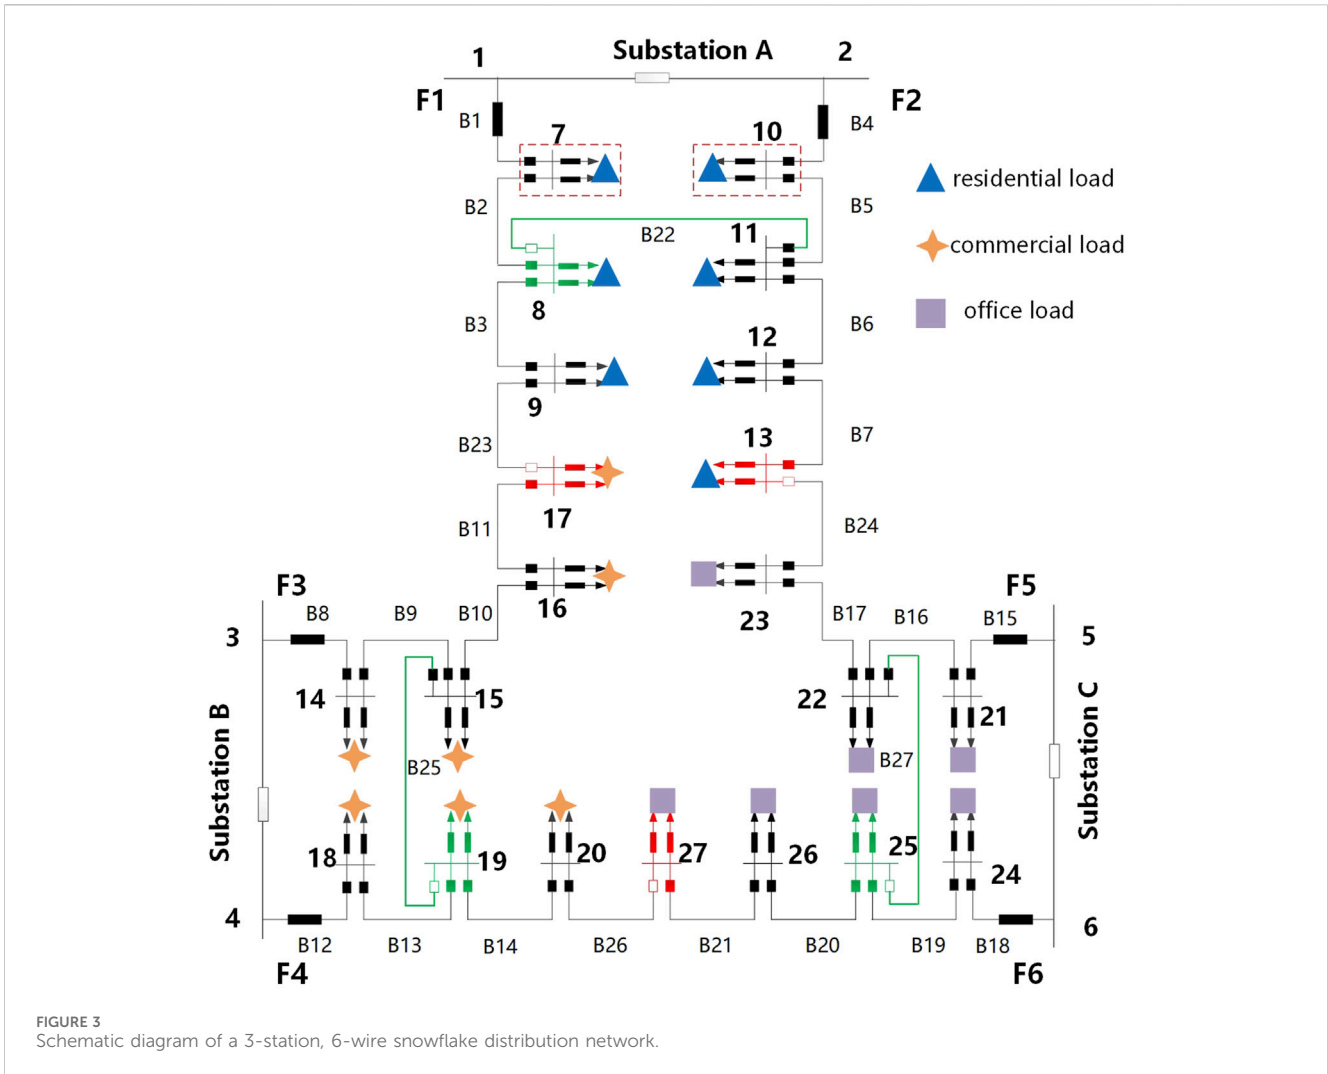 Substation A
1
2
F1
F2
B1
7
10
B4
residential load
B2
B5
B22
11
commercial load
8
office load
B3
12
B6
9
B23
13
B7
17
B11
B24
16
23
F3
F5
B8
B9
B10
B17
B16
B15
3
5
14
15
22
21
Substation B
Substation C
B25
B27
18
19
20
27
26
25
24
4
6
B12
B13
B14
B26
B21
B20
B19
B18
F4
F6
FIGURE 3
Schematic diagram of a 3-station, 6-wire snowflake distribution network.